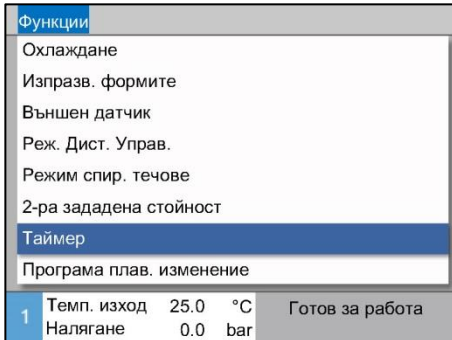 Функции
Охлаждане
Изпразв. формите
Външен датчик
Реж. Дист. Управ.
Режим спир. течове
2-ра зададена стойност
Таймер
Програма плав. изменение
1 Темп. изход 25.0 °C Готов за работа
Налягане 0.0 bar